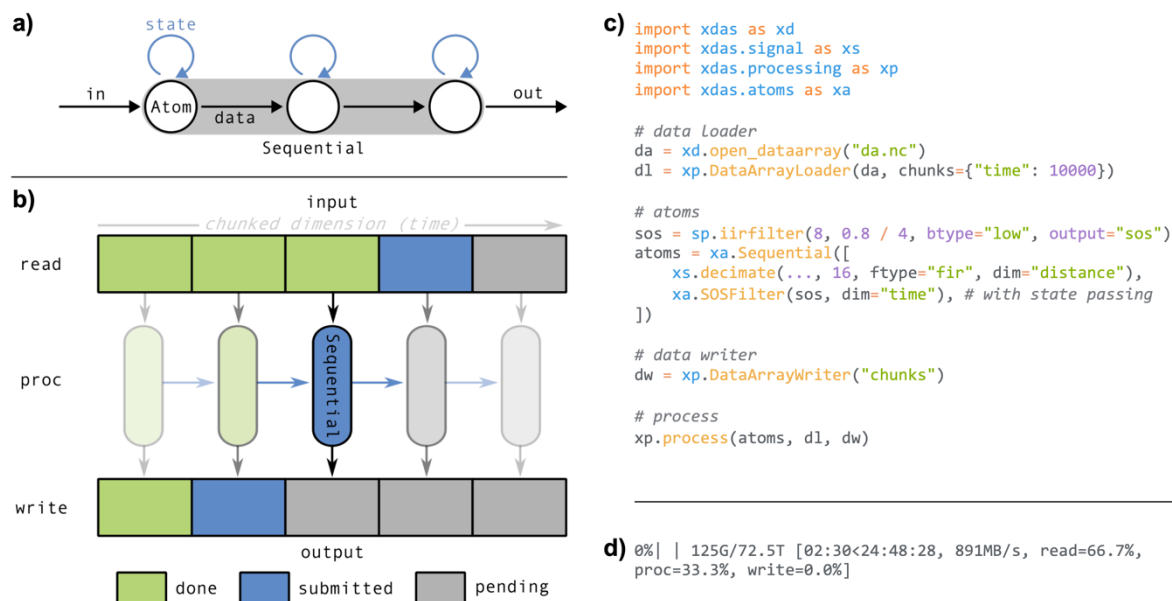 a)
state
in
Atom
data
out
Sequential
b)
input
chunked dimension (time)
read
proc
Sequential
write
output
done
submitted
pending
c)
import xdas as xd
import xdas.signal as xs
import xdas.processing as xp
import xdas.atoms as xa
# data loader
da = xd.open_dataarray("da.nc")
dl = xp.DataArrayLoader(da, chunks={"time": 10000})
# atoms
sos = sp.iirfilter(8, 0.8 / 4, btype="low", output="sos")
atoms = xa.Sequential([
    xs.decimate(..., 16, ftype="fir", dim="distance"),
    xa.SOSFilter(sos, dim="time"), # with state passing
])
# data writer
dw = xp.DataArrayWriter("chunks")
# process
xp.process(atoms, dl, dw)
d)
0%| | 125G/72.5T [02:30<24:48:28, 891MB/s, read=66.7%,
proc=33.3%, write=0.0%]